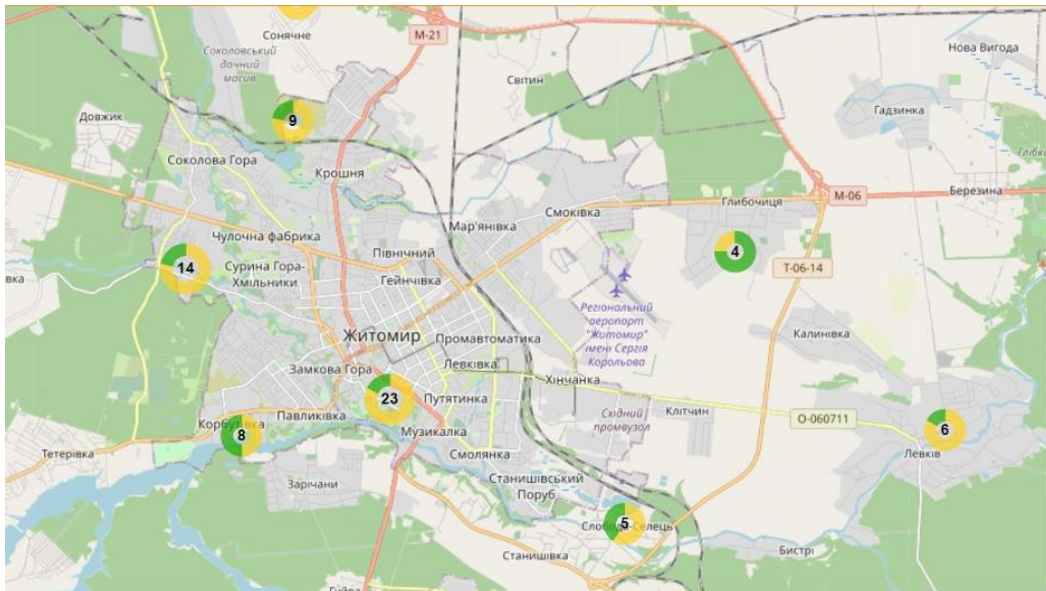 Сонячне
М-21
Соколовський
дачний
масив
Нова Вигода
Світин
Гадзинка
Довжик
9
Соколова Гора
Крошня
Березина
М-06
Глибочиця
Смоківка
Мар'янівка
Чулочна фабрика
Північний
4
14
Сурина Гора-
Хмільники
Гейнчівка
Т-06-14
Регіональний
аеропорт
"Житомир"
імені Сергія
Корольова
Житомир
Промавтоматика
Калинівка
Замкова Гора
Левківка
Хінчанка
23
Путятинка
Клітчин
Східний
промвузол
О-060711
Павликівка
Корбутівка
8
Музикалка
6
Левків
Тетерівка
Смолянка
Зарічани
Станишівський
Поруб
5
Слобода-Селець
Станишівка
Бистрі